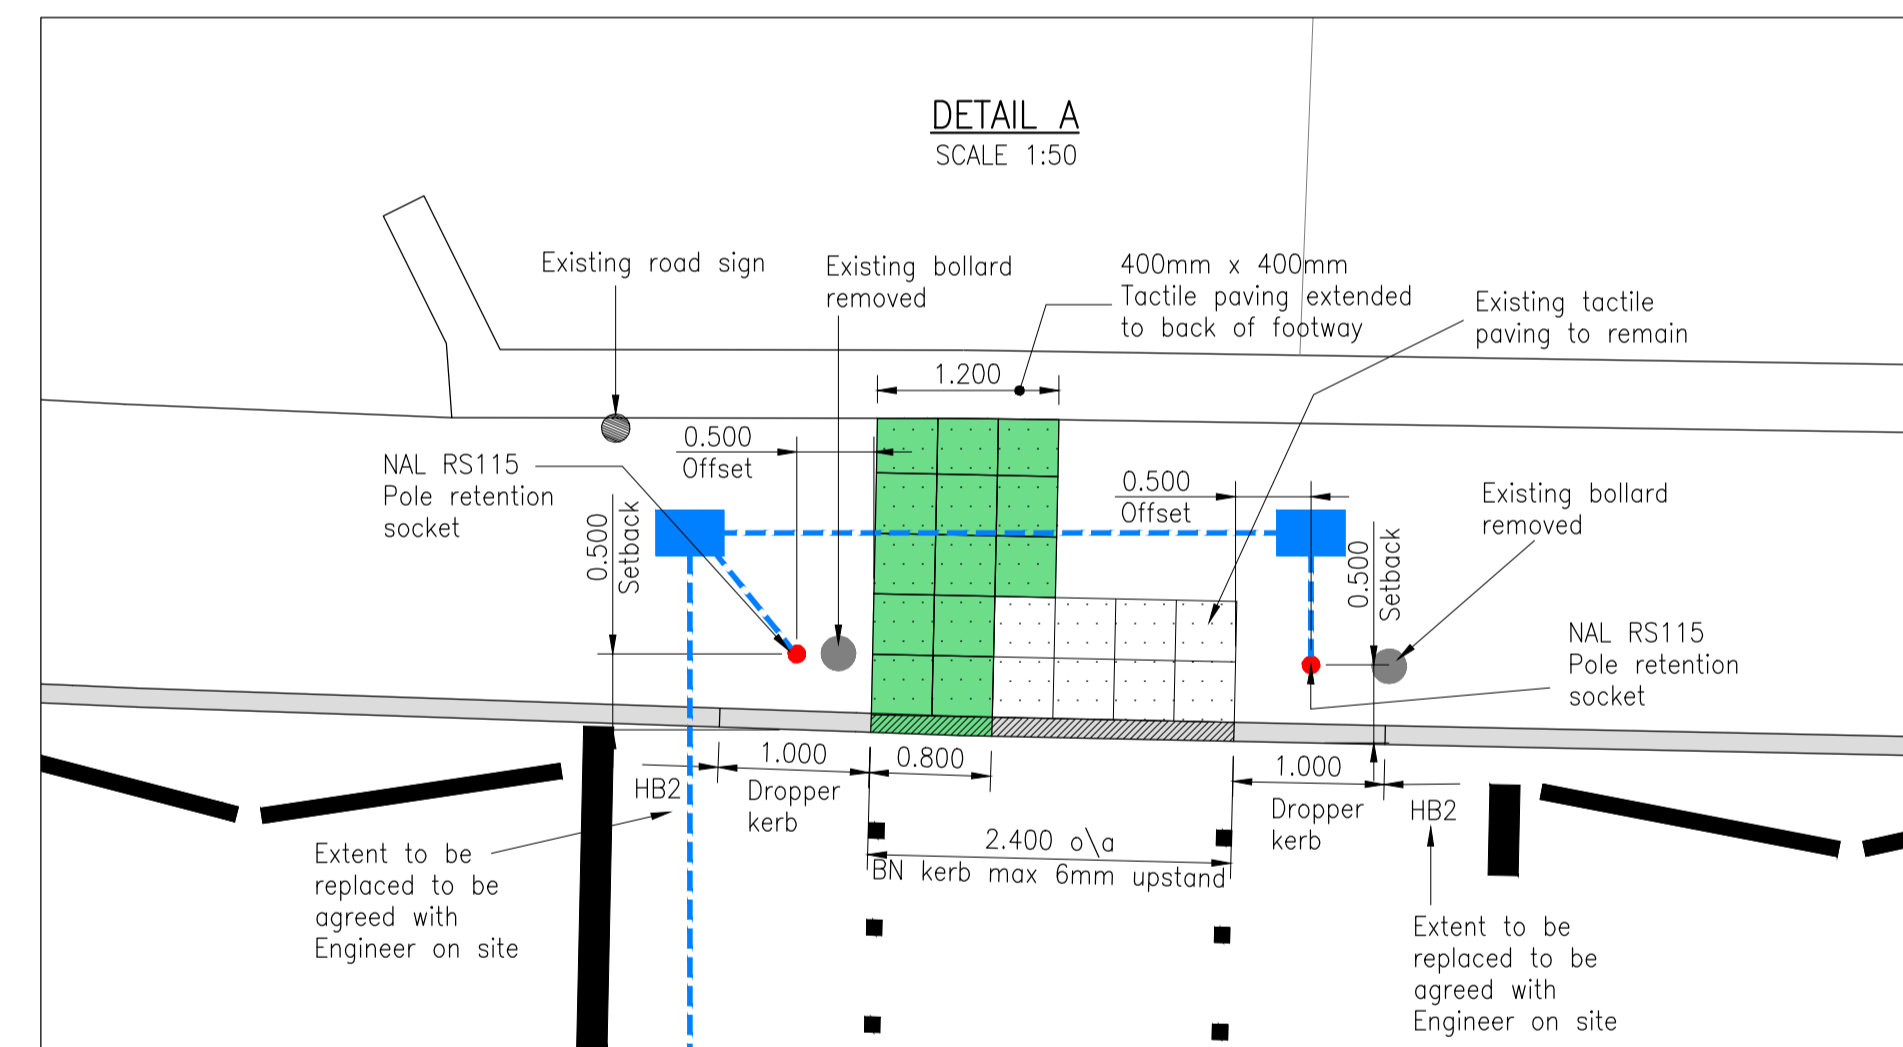 DETAIL A
SCALE 1:50
Existing road sign
Existing bollard
removed
400mm x 400mm
Tactile paving extended
to back of footway
Existing tactile
paving to remain
1.200
0.500
Offset
NAL RS115
Pole retention
socket
0.500
Setback
0.500
Offset
Existing bollard
removed
0.500
Setback
NAL RS115
Pole retention
socket
HB2
1.000
Dropper
kerb
0.800
1.000
Dropper
kerb
HB2
2.400 o\a
BN kerb max 6mm upstand
Extent to be
replaced to be
agreed with
Engineer on site
Extent to be
replaced to be
agreed with
Engineer on site